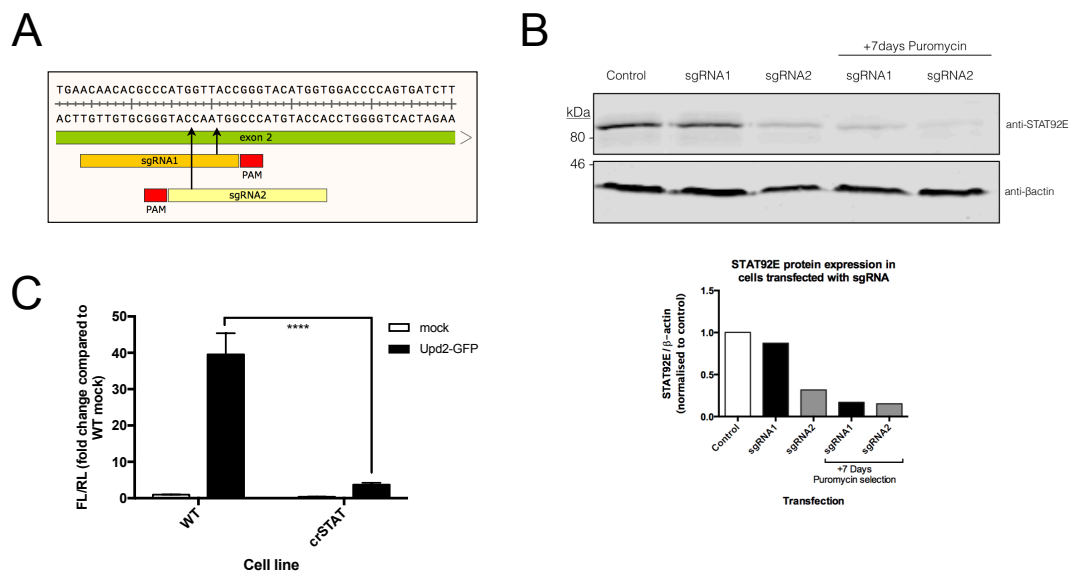 A
TGAACAACACGCCCATGGTTACCGGGTACATGGTGGACCCCAGTGATCTT
ACTTGTTGTGCGGGTACCAATGGCCCATGTACCACCTGGGGTCACTAGAA
exon 2
sgRNA1
PAM
sgRNA2
PAM
B
+7days Puromycin
Control sgRNA1 sgRNA2 sgRNA1 sgRNA2
kDa
80
anti-STAT92E
46
anti-βactin
STAT92E protein expression in
cells transfected with sgRNA
STAT92E/β-actin
(normalised to control)
1.5
1.0
0.5
0.0
Control
sgRNA1
sgRNA2
sgRNA1
sgRNA2
+7 Days
Puromycin selection
Transfection
C
FL/RL (fold change compared to
WT mock)
50
40
30
20
10
0
****
mock
Upd2-GFP
WT
crSTAT
Cell line